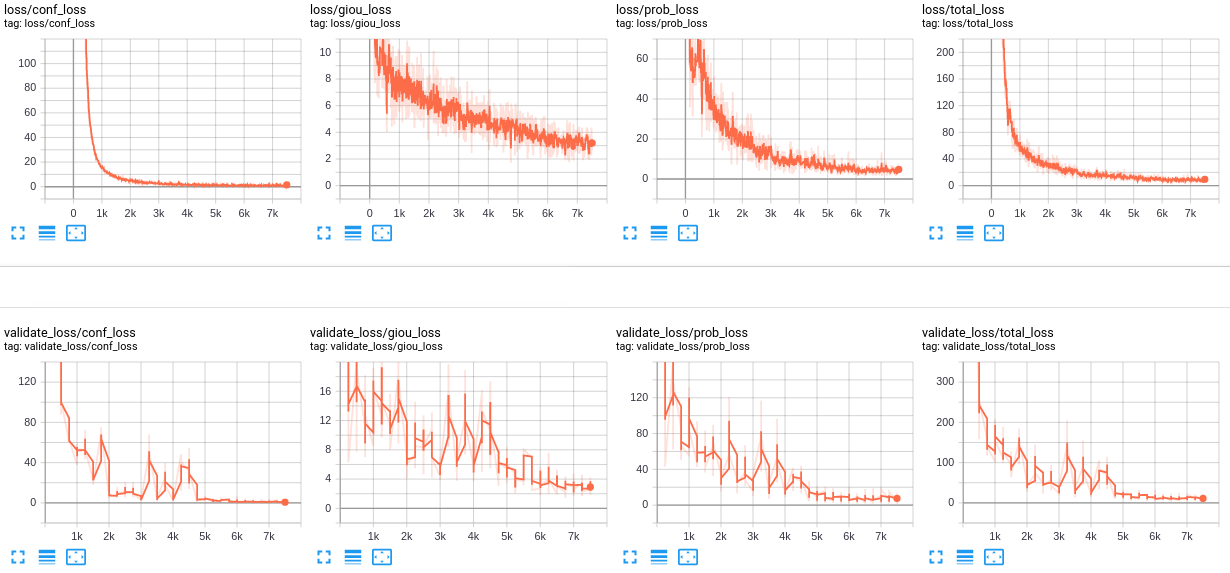 loss/conf_loss
tag: loss/conf_loss
100
80
60
40
20
0
0 1k 2k 3k 4k 5k 6k 7k
loss/giou_loss
tag: loss/giou_loss
10
8
6
4
2
0
0 1k 2k 3k 4k 5k 6k 7k
loss/prob_loss
tag: loss/prob_loss
60
40
20
0
0 1k 2k 3k 4k 5k 6k 7k
loss/total_loss
tag: loss/total_loss
200
160
120
80
40
0
0 1k 2k 3k 4k 5k 6k 7k
validate_loss/conf_loss
tag: validate_loss/conf_loss
120
80
40
0
1k 2k 3k 4k 5k 6k 7k
validate_loss/giou_loss
tag: validate_loss/giou_loss
16
12
8
4
0
1k 2k 3k 4k 5k 6k 7k
validate_loss/prob_loss
tag: validate_loss/prob_loss
120
80
40
0
1k 2k 3k 4k 5k 6k 7k
validate_loss/total_loss
tag: validate_loss/total_loss
300
200
100
0
1k 2k 3k 4k 5k 6k 7k